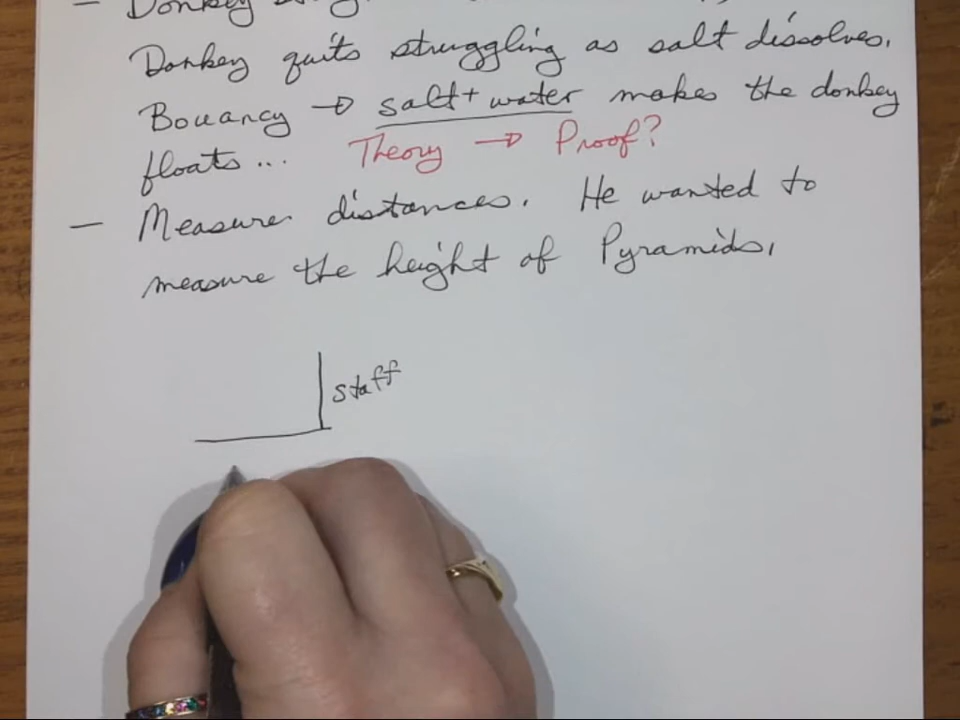 - Donkey
Donkey quits struggling as salt dissolves.
Bouancy → salt + water makes the donkey
floats... Theory → Proof?
- Measure distances. He wanted to
measure the height of Pyramids.
staff